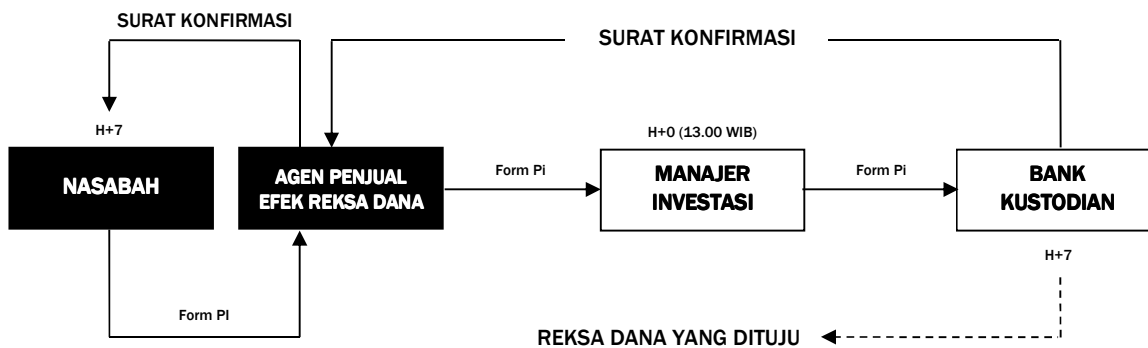 SURAT KONFIRMASI
SURAT KONFIRMASI
H+7
H+0 (13.00 WIB)
NASABAH
AGEN PENJUAL
EFEK REKSA DANA
Form Pi
MANAJER
INVESTASI
Form Pi
BANK
KUSTODIAN
H+7
Form PI
REKSA DANA YANG DITUJU